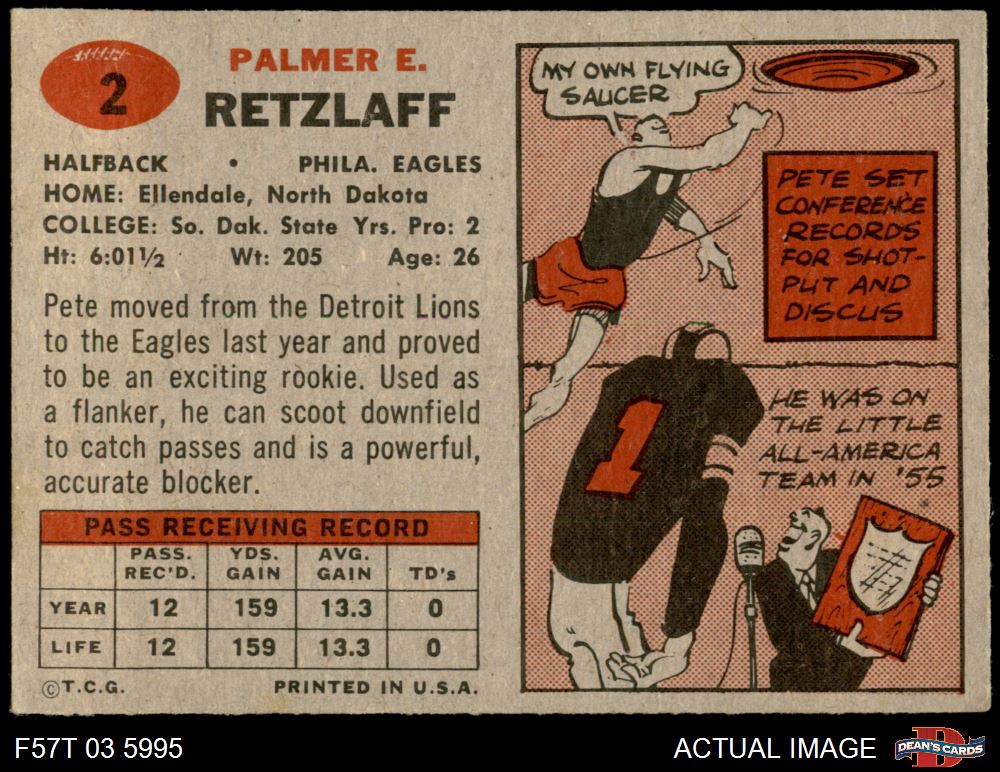 2
PALMER E.
RETZLAFF
HALFBACK • PHILA. EAGLES
HOME: Ellendale, North Dakota
COLLEGE: So. Dak. State Yrs. Pro: 2
Ht: 6:01½ Wt: 205 Age: 26
Pete moved from the Detroit Lions
to the Eagles last year and proved
to be an exciting rookie. Used as
a flanker, he can scoot downfield
to catch passes and is a powerful,
accurate blocker.
PASS RECEIVING RECORD
PASS. REC'D. YDS. GAIN AVG. GAIN TD's
YEAR 12 159 13.3 0
LIFE 12 159 13.3 0
©T.C.G. PRINTED IN U.S.A.
MY OWN FLYING
SAUCER
PETE SET
CONFERENCE
RECORDS
FOR SHOT-
PUT AND
DISCUS
1
HE WAS ON
THE LITTLE
ALL-AMERICA
TEAM IN '55
F57T 03 5995
ACTUAL IMAGE
DEAN'S CARDS